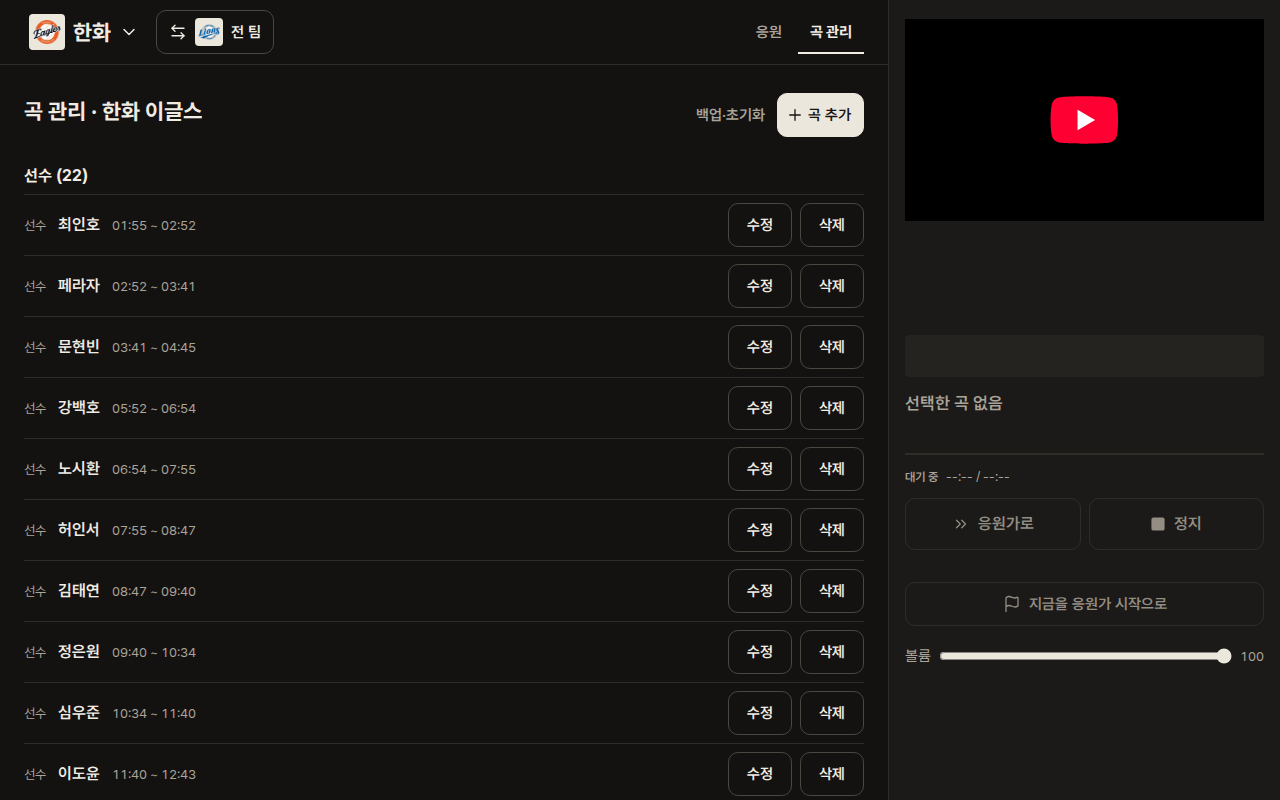 Eagles 한화 Lions 전 팀 응원 곡 관리
곡 관리 · 한화 이글스 백업·초기화 + 곡 추가
선수 (22)
선수 최인호 01:55 ~ 02:52 수정 삭제
선수 페라자 02:52 ~ 03:41 수정 삭제
선수 문현빈 03:41 ~ 04:45 수정 삭제
선수 강백호 05:52 ~ 06:54 수정 삭제
선수 노시환 06:54 ~ 07:55 수정 삭제
선수 허인서 07:55 ~ 08:47 수정 삭제
선수 김태연 08:47 ~ 09:40 수정 삭제
선수 정은원 09:40 ~ 10:34 수정 삭제
선수 심우준 10:34 ~ 11:40 수정 삭제
선수 이도윤 11:40 ~ 12:43 수정 삭제
선택한 곡 없음
대기 중 --:-- / --:--
응원가로 정지
지금을 응원가 시작으로
볼륨 100